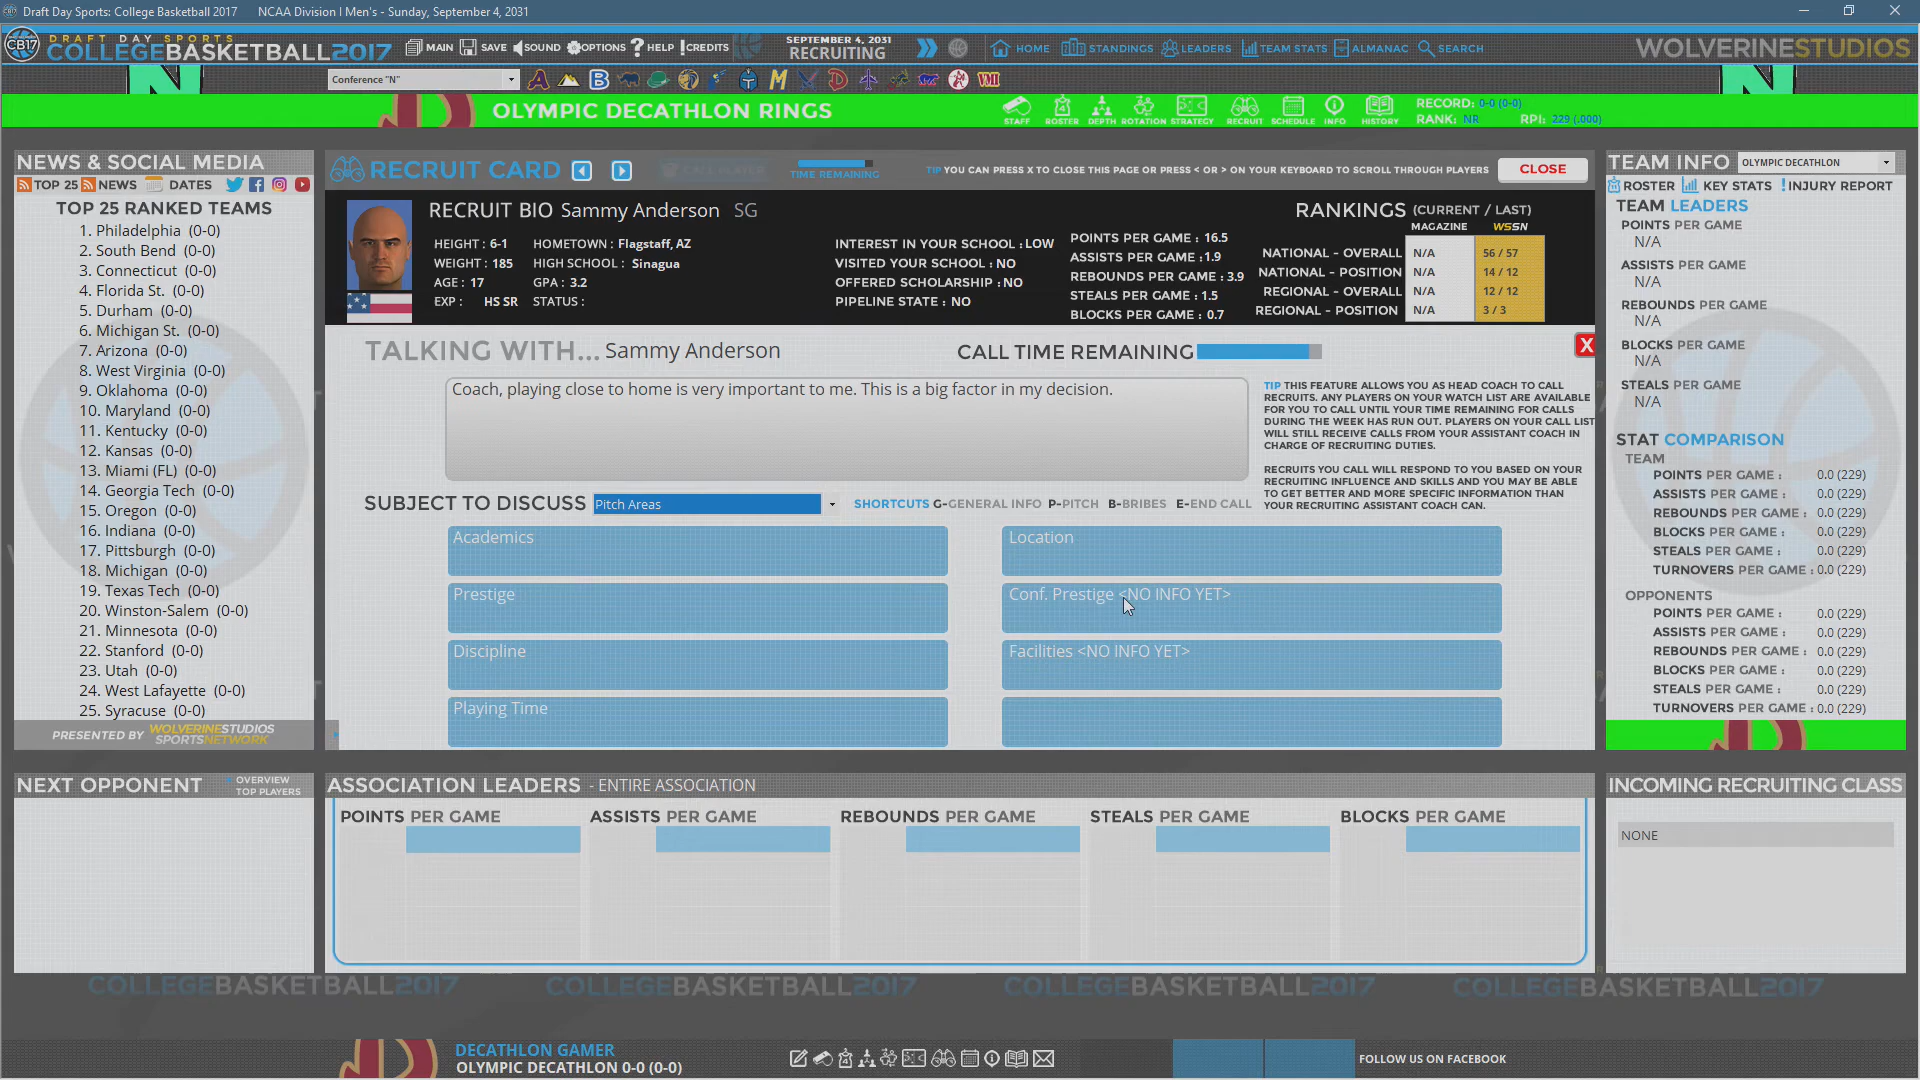 Draft Day Sports: College Basketball 2017 NCAA Division I Men's - Sunday, September 4, 2031
CB17 DRAFT DAY SPORTS COLLEGEBASKETBALL2017
MAIN SAVE SOUND OPTIONS HELP CREDITS
SEPTEMBER 4, 2031
RECRUITING
HOME STANDINGS LEADERS TEAM STATS ALMANAC SEARCH
WOLVERINESTUDIOS
Conference "N"
OLYMPIC DECATHLON RINGS
STAFF ROSTER DEPTH ROTATION STRATEGY RECRUIT SCHEDULE INFO HISTORY
RECORD: 0-0 (0-0)
RANK: NR RPI: 229 (.000)
NEWS & SOCIAL MEDIA
TOP 25 NEWS DATES
TOP 25 RANKED TEAMS
1. Philadelphia (0-0)
2. South Bend (0-0)
3. Connecticut (0-0)
4. Florida St. (0-0)
5. Durham (0-0)
6. Michigan St. (0-0)
7. Arizona (0-0)
8. West Virginia (0-0)
9. Oklahoma (0-0)
10. Maryland (0-0)
11. Kentucky (0-0)
12. Kansas (0-0)
13. Miami (FL) (0-0)
14. Georgia Tech (0-0)
15. Oregon (0-0)
16. Indiana (0-0)
17. Pittsburgh (0-0)
18. Michigan (0-0)
19. Texas Tech (0-0)
20. Winston-Salem (0-0)
21. Minnesota (0-0)
22. Stanford (0-0)
23. Utah (0-0)
24. West Lafayette (0-0)
25. Syracuse (0-0)
PRESENTED BY WOLVERINESTUDIOS SPORTSNETWORK
RECRUIT CARD
CALL PLAYER
TIME REMAINING
TIP YOU CAN PRESS X TO CLOSE THIS PAGE OR PRESS < OR > ON YOUR KEYBOARD TO SCROLL THROUGH PLAYERS
CLOSE
RECRUIT BIO Sammy Anderson SG
HEIGHT : 6-1 HOMETOWN : Flagstaff, AZ
WEIGHT : 185 HIGH SCHOOL : Sinagua
AGE : 17 GPA : 3.2
EXP : HS SR STATUS :
INTEREST IN YOUR SCHOOL : LOW
VISITED YOUR SCHOOL : NO
OFFERED SCHOLARSHIP : NO
PIPELINE STATE : NO
POINTS PER GAME : 16.5
ASSISTS PER GAME : 1.9
REBOUNDS PER GAME : 3.9
STEALS PER GAME : 1.5
BLOCKS PER GAME : 0.7
RANKINGS (CURRENT / LAST)
MAGAZINE WSSN
NATIONAL - OVERALL N/A 56 / 57
NATIONAL - POSITION N/A 14 / 12
REGIONAL - OVERALL N/A 12 / 12
REGIONAL - POSITION N/A 3 / 3
TALKING WITH... Sammy Anderson
CALL TIME REMAINING
X
Coach, playing close to home is very important to me. This is a big factor in my decision.
TIP THIS FEATURE ALLOWS YOU AS HEAD COACH TO CALL
RECRUITS. ANY PLAYERS ON YOUR WATCH LIST ARE AVAILABLE
FOR YOU TO CALL UNTIL YOUR TIME REMAINING FOR CALLS
DURING THE WEEK HAS RUN OUT. PLAYERS ON YOUR CALL LIST
WILL STILL RECEIVE CALLS FROM YOUR ASSISTANT COACH IN
CHARGE OF RECRUITING DUTIES.
RECRUITS YOU CALL WILL RESPOND TO YOU BASED ON YOUR
RECRUITING INFLUENCE AND SKILLS AND YOU MAY BE ABLE
TO GET BETTER AND MORE SPECIFIC INFORMATION THAN
YOUR RECRUITING ASSISTANT COACH CAN.
SUBJECT TO DISCUSS Pitch Areas
SHORTCUTS G-GENERAL INFO P-PITCH B-BRIBES E-END CALL
Academics
Location
Prestige
Conf. Prestige <NO INFO YET>
Discipline
Facilities <NO INFO YET>
Playing Time
TEAM INFO OLYMPIC DECATHLON
ROSTER KEY STATS INJURY REPORT
TEAM LEADERS
POINTS PER GAME
N/A
ASSISTS PER GAME
N/A
REBOUNDS PER GAME
N/A
BLOCKS PER GAME
N/A
STEALS PER GAME
N/A
STAT COMPARISON
TEAM
POINTS PER GAME : 0.0 (229)
ASSISTS PER GAME : 0.0 (229)
REBOUNDS PER GAME : 0.0 (229)
BLOCKS PER GAME : 0.0 (229)
STEALS PER GAME : 0.0 (229)
TURNOVERS PER GAME : 0.0 (229)
OPPONENTS
POINTS PER GAME : 0.0 (229)
ASSISTS PER GAME : 0.0 (229)
REBOUNDS PER GAME : 0.0 (229)
BLOCKS PER GAME : 0.0 (229)
STEALS PER GAME : 0.0 (229)
TURNOVERS PER GAME : 0.0 (229)
NEXT OPPONENT
OVERVIEW
TOP PLAYERS
ASSOCIATION LEADERS - ENTIRE ASSOCIATION
POINTS PER GAME ASSISTS PER GAME REBOUNDS PER GAME STEALS PER GAME BLOCKS PER GAME
INCOMING RECRUITING CLASS
NONE
COLLEGEBASKETBALL2017 COLLEGEBASKETBALL2017 COLLEGEBASKETBALL2017 COLLEGEBASKETBALL2017
DECATHLON GAMER
OLYMPIC DECATHLON 0-0 (0-0)
FOLLOW US ON FACEBOOK